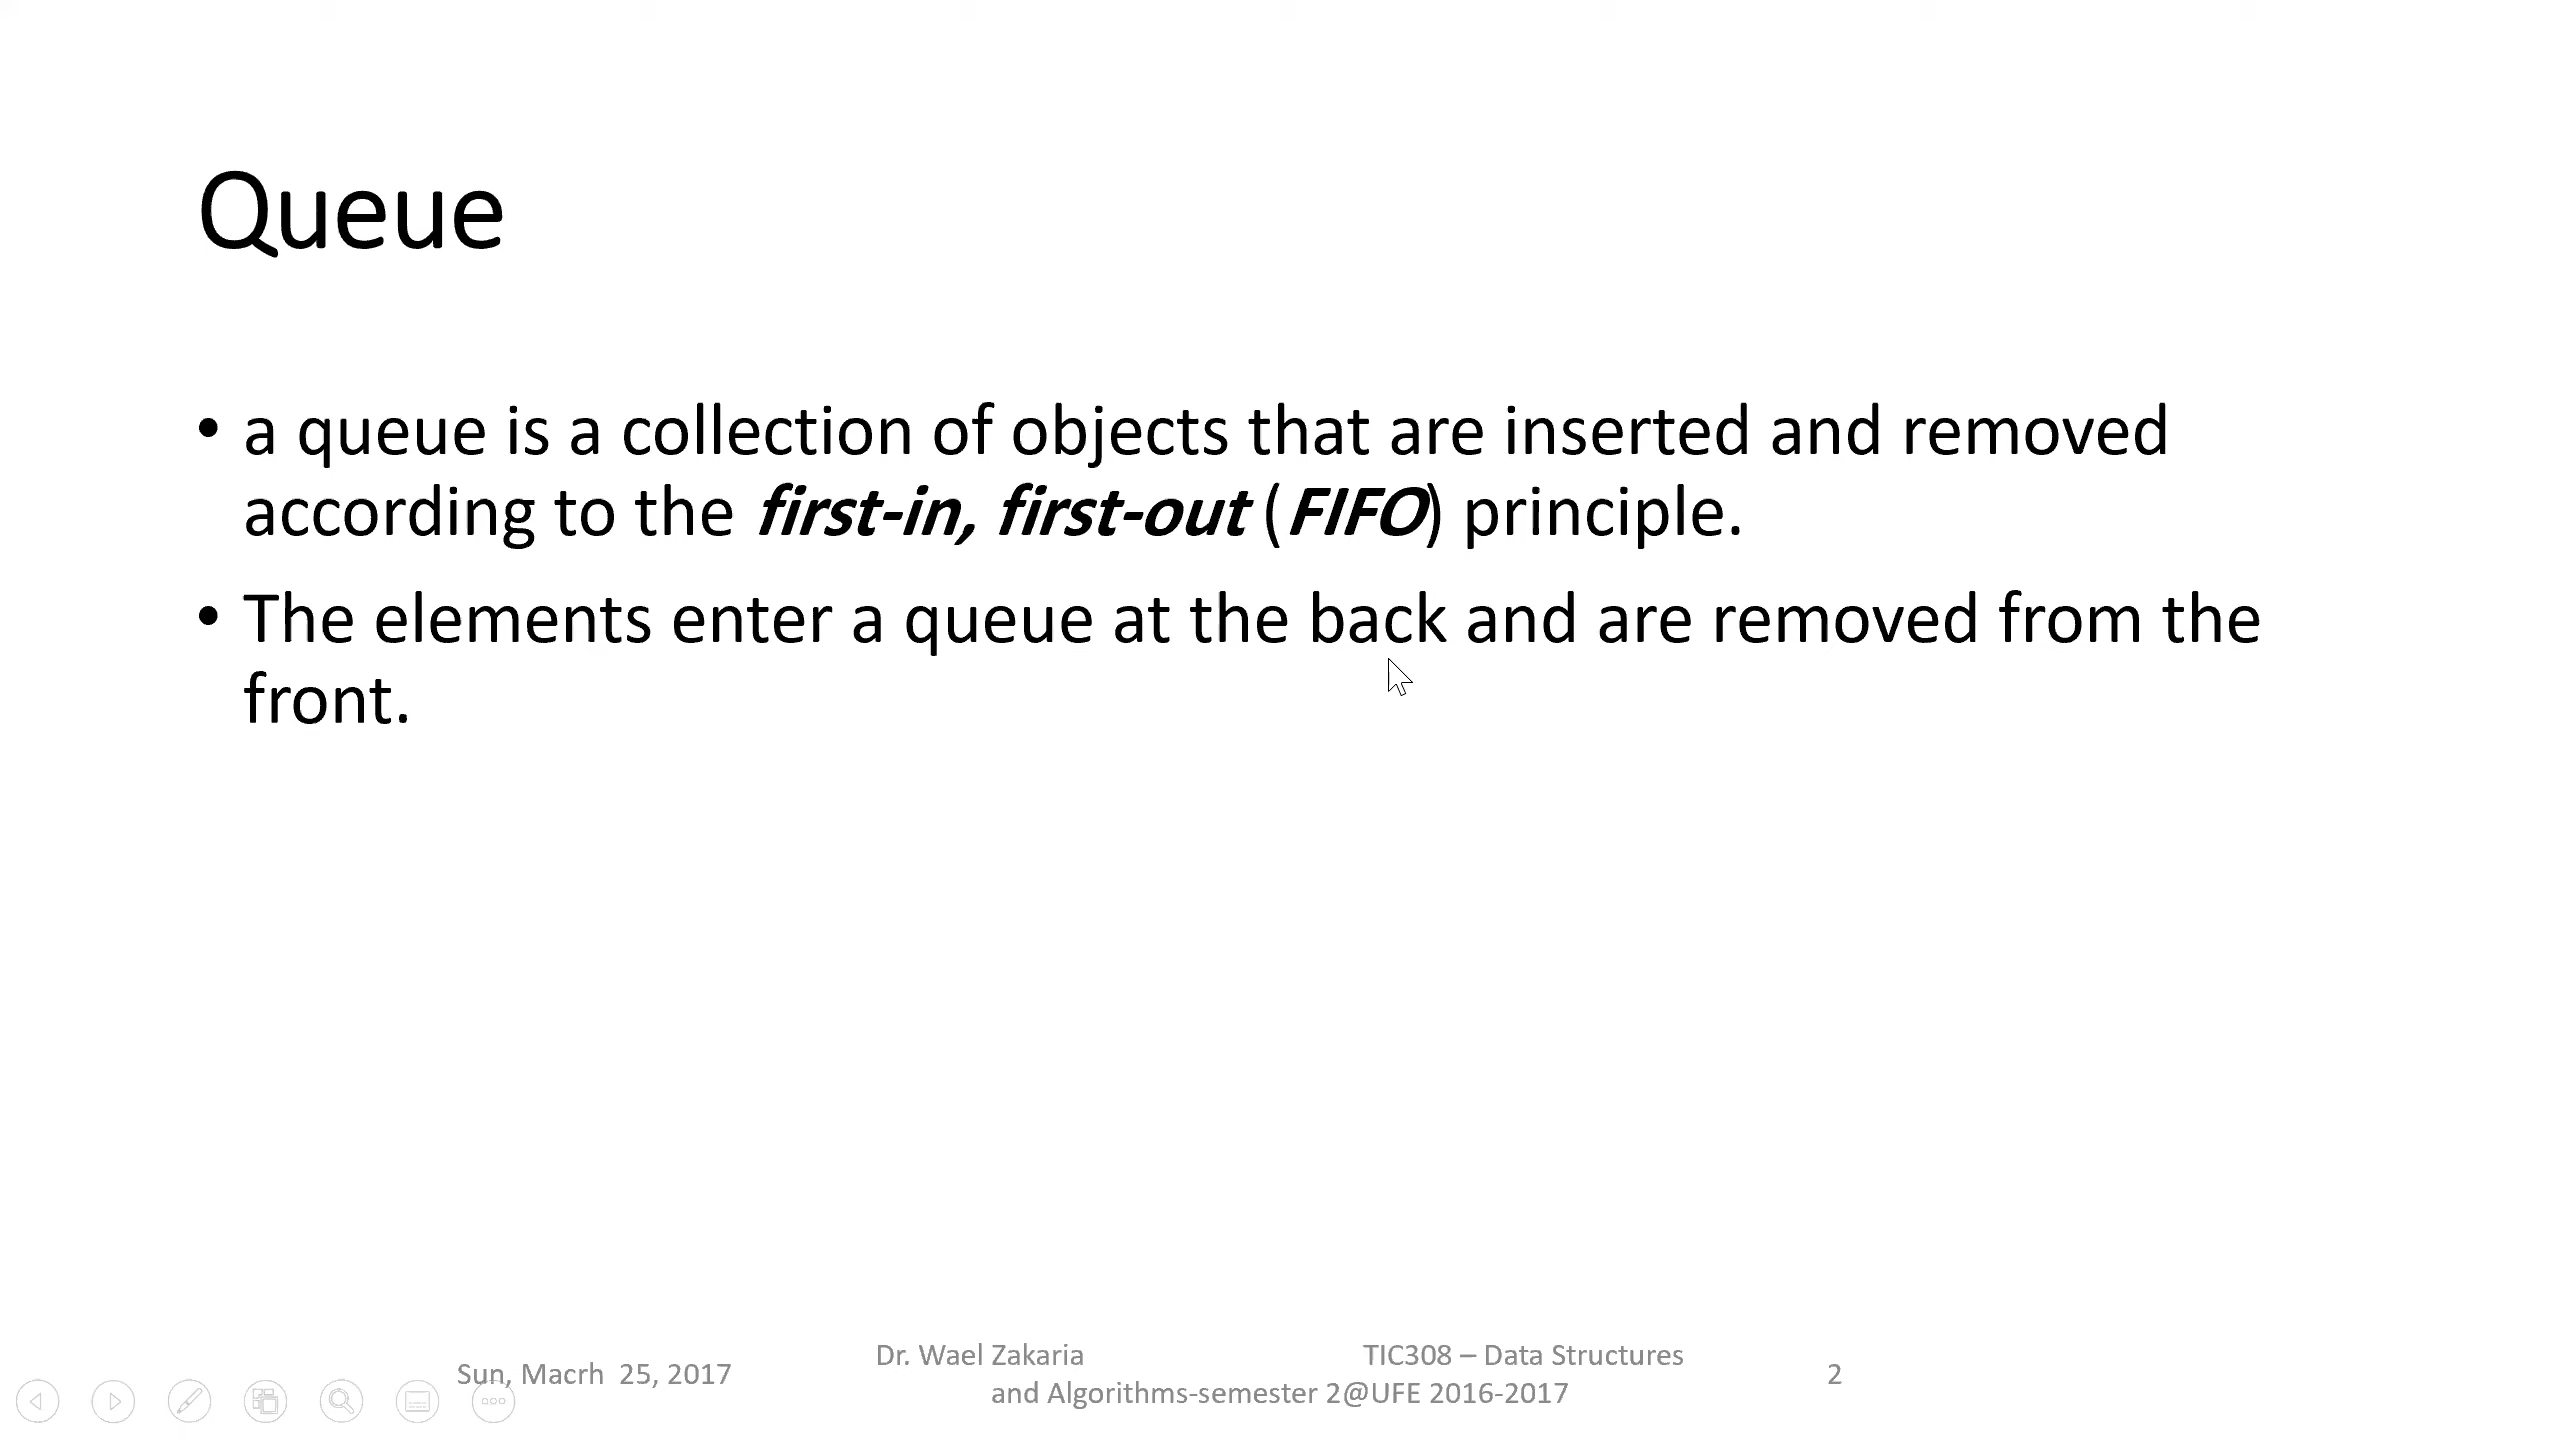 Queue
• a queue is a collection of objects that are inserted and removed
according to the first-in, first-out (FIFO) principle.
• The elements enter a queue at the back and are removed from the
front.
Sun, Macrh 25, 2017
Dr. Wael Zakaria TIC308 – Data Structures
and Algorithms-semester 2@UFE 2016-2017
2